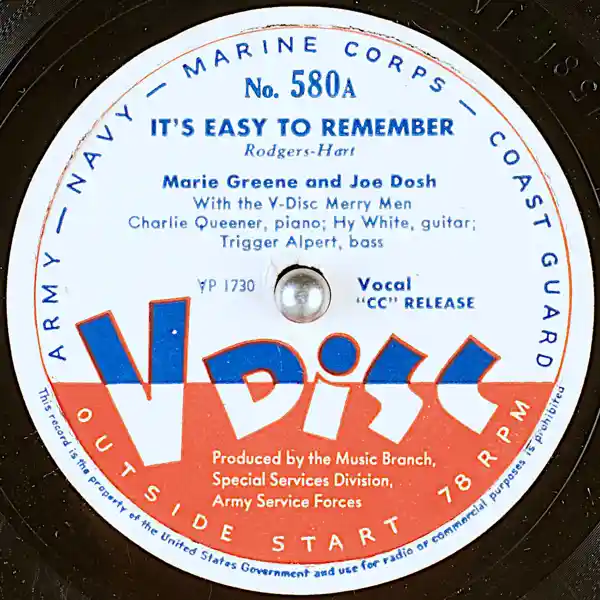 ARMY — NAVY — MARINE CORPS — COAST GUARD
No. 580A
IT'S EASY TO REMEMBER
Rodgers-Hart
Marie Greene and Joe Dosh
With the V-Disc Merry Men
Charlie Queener, piano; Hy White, guitar;
Trigger Alpert, bass
VP 1730
Vocal
"CC" RELEASE
V DISC
Produced by the Music Branch,
Special Services Division,
Army Service Forces
OUTSIDE START 78 RPM
This record is the property of the United States Government and use for radio or commercial purposes is prohibited